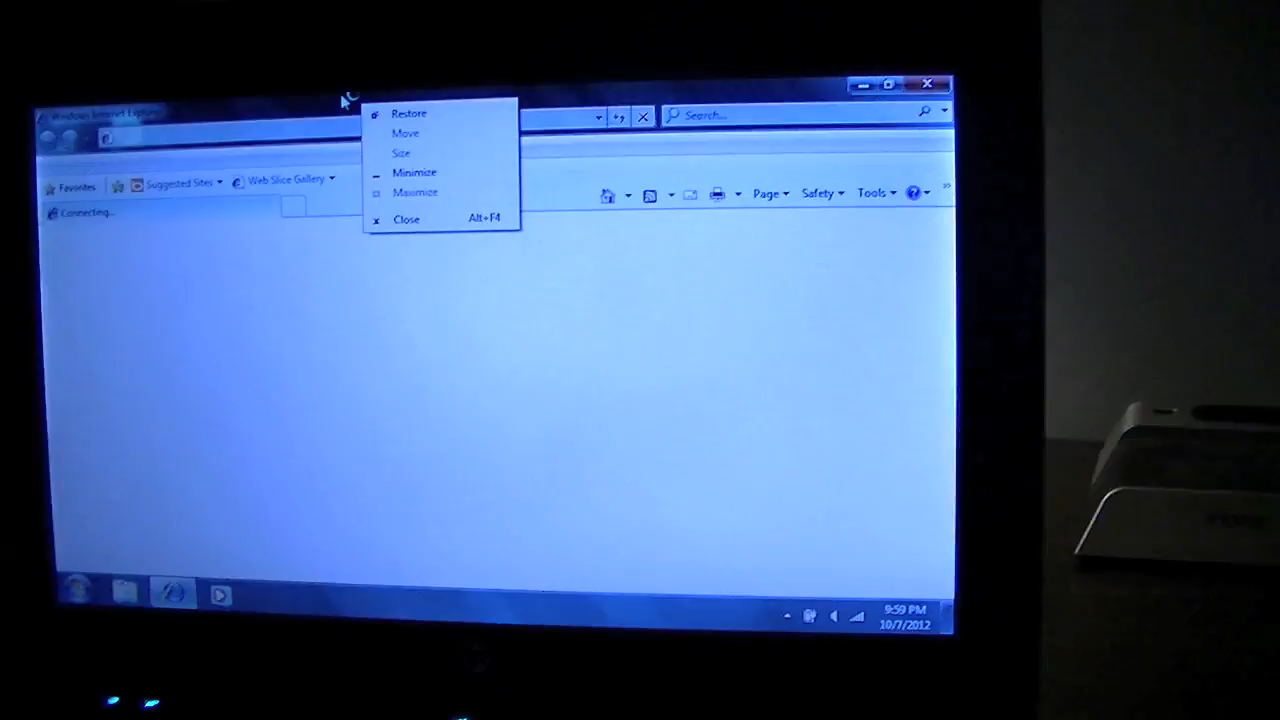 Windows Internet Explorer
Search...
Favorites
Suggested Sites
Web Slice Gallery
Page
Safety
Tools
Connecting...
Restore
Move
Size
Minimize
Maximize
Close Alt+F4
9:59 PM
10/7/2012